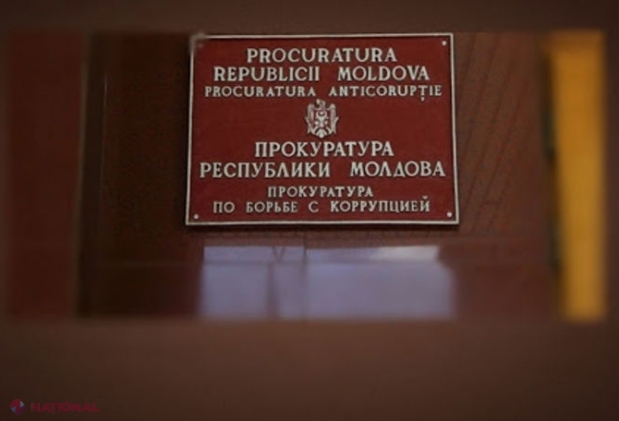 PROCURATURA
REPUBLICII MOLDOVA
PROCURATURA ANTICORUPȚIE
ПРОКУРАТУРА
РЕСПУБЛИКИ МОЛДОВА
ПРОКУРАТУРА
ПО БОРЬБЕ С КОРРУПЦИЕЙ